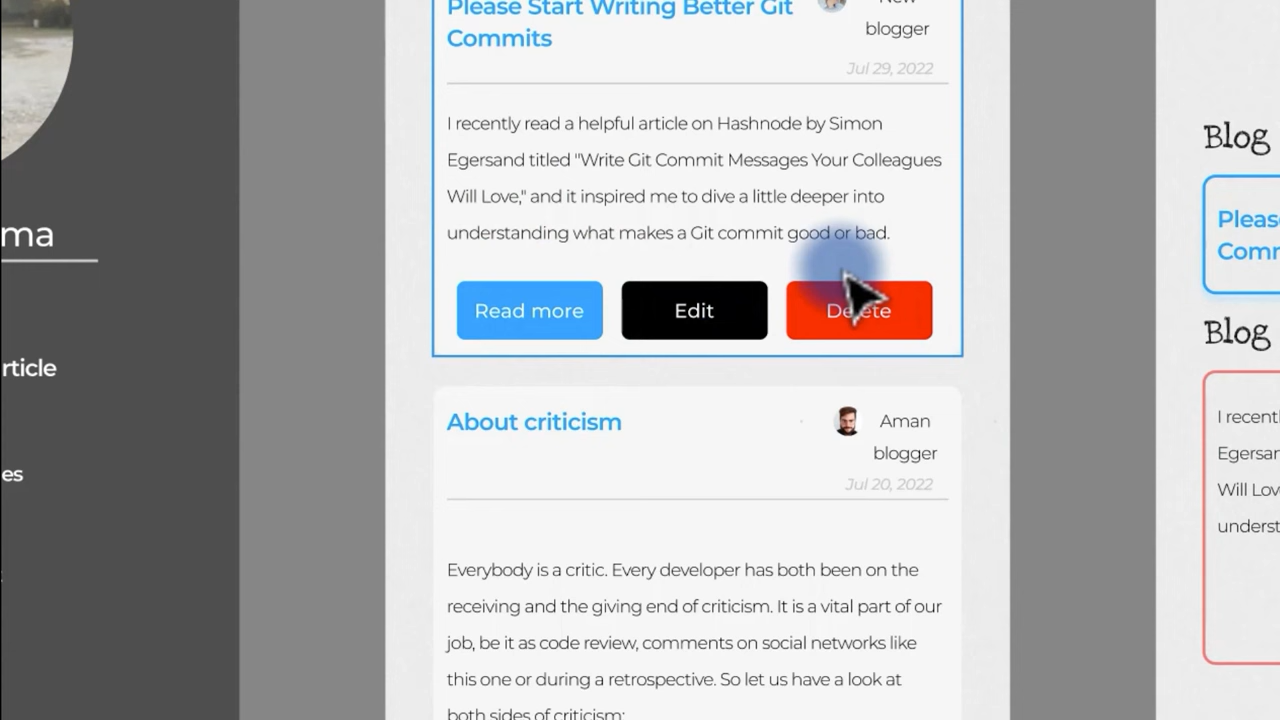 Please Start Writing Better Git
Commits
New
blogger
Jul 29, 2022
I recently read a helpful article on Hashnode by Simon
Egersand titled "Write Git Commit Messages Your Colleagues
Will Love," and it inspired me to dive a little deeper into
understanding what makes a Git commit good or bad.
Read more
Edit
Delete
About criticism
Aman
blogger
Jul 20, 2022
Everybody is a critic. Every developer has both been on the
receiving and the giving end of criticism. It is a vital part of our
job, be it as code review, comments on social networks like
this one or during a retrospective. So let us have a look at
both sides of criticism:
ma
rticle
es
Blog
Pleas
Comm
Blog
I recentl
Egersan
Will Lov
underst